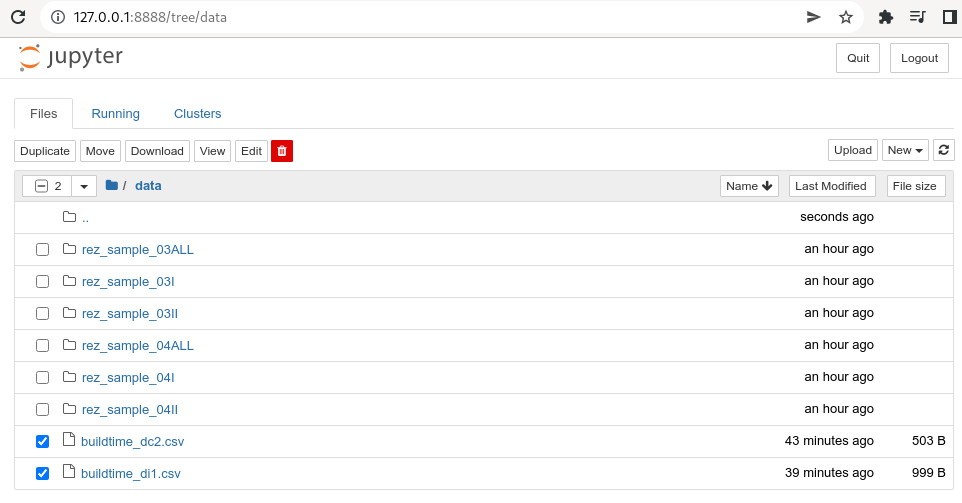 127.0.0.1:8888/tree/data
jupyter
Quit Logout
Files Running Clusters
Duplicate Move Download View Edit Upload New
2 / data Name Last Modified File size
.. seconds ago
rez_sample_03ALL an hour ago
rez_sample_03I an hour ago
rez_sample_03II an hour ago
rez_sample_04ALL an hour ago
rez_sample_04I an hour ago
rez_sample_04II an hour ago
buildtime_dc2.csv 43 minutes ago 503 B
buildtime_di1.csv 39 minutes ago 999 B